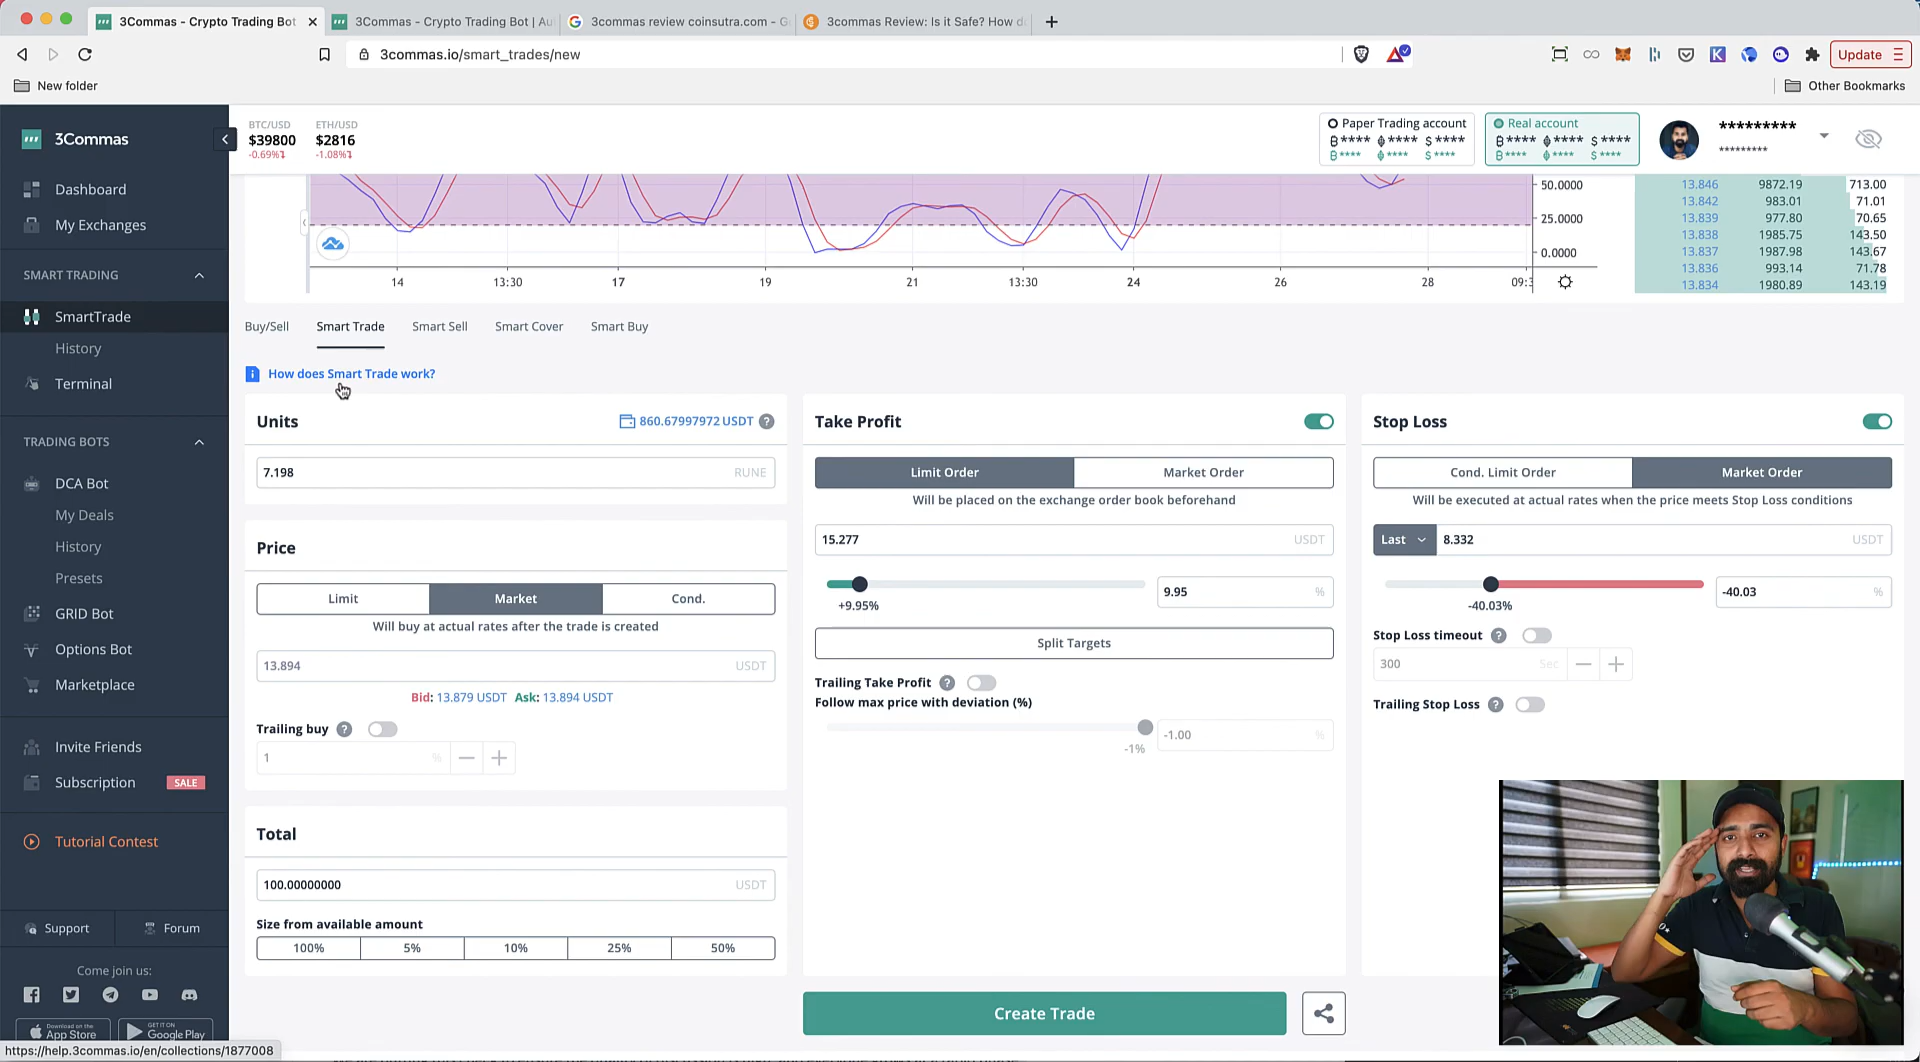 3Commas - Crypto Trading Bot
3Commas - Crypto Trading Bot | Au
3commas review coinsutra.com - G
3commas Review: Is it Safe? How d
3commas.io/smart_trades/new
Update
New folder
Other Bookmarks
3Commas
BTC/USD
$39800
-0.69%
ETH/USD
$2816
-1.08%
Paper Trading account
**** **** $ ****
**** **** $ ****
Real account
**** **** $ ****
**** **** $ ****
*********
*********
Dashboard
My Exchanges
SMART TRADING
SmartTrade
History
Terminal
TRADING BOTS
DCA Bot
My Deals
History
Presets
GRID Bot
Options Bot
Marketplace
Invite Friends
Subscription
SALE
Tutorial Contest
Support
Forum
Come join us:
Download on the
App Store
GET IT ON
Google Play
https://help.3commas.io/en/collections/1877008
50.0000
25.0000
0.0000
14
13:30
17
19
21
13:30
24
26
28
09:3
13.846 9872.19 713.00
13.842 983.01 71.01
13.839 977.80 70.65
13.838 1985.75 143.50
13.837 1987.98 143.67
13.836 993.14 71.78
13.834 1980.89 143.19
Buy/Sell
Smart Trade
Smart Sell
Smart Cover
Smart Buy
How does Smart Trade work?
Units
860.67997972 USDT
7.198
RUNE
Price
Limit
Market
Cond.
Will buy at actual rates after the trade is created
13.894
USDT
Bid: 13.879 USDT Ask: 13.894 USDT
Trailing buy
1
%
Total
100.00000000
USDT
Size from available amount
100%
5%
10%
25%
50%
Take Profit
Limit Order
Market Order
Will be placed on the exchange order book beforehand
15.277
USDT
+9.95%
9.95
%
Split Targets
Trailing Take Profit
Follow max price with deviation (%)
-1%
-1.00
%
Create Trade
Stop Loss
Cond. Limit Order
Market Order
Will be executed at actual rates when the price meets Stop Loss conditions
Last
8.332
USDT
-40.03%
-40.03
%
Stop Loss timeout
300
Sec
Trailing Stop Loss